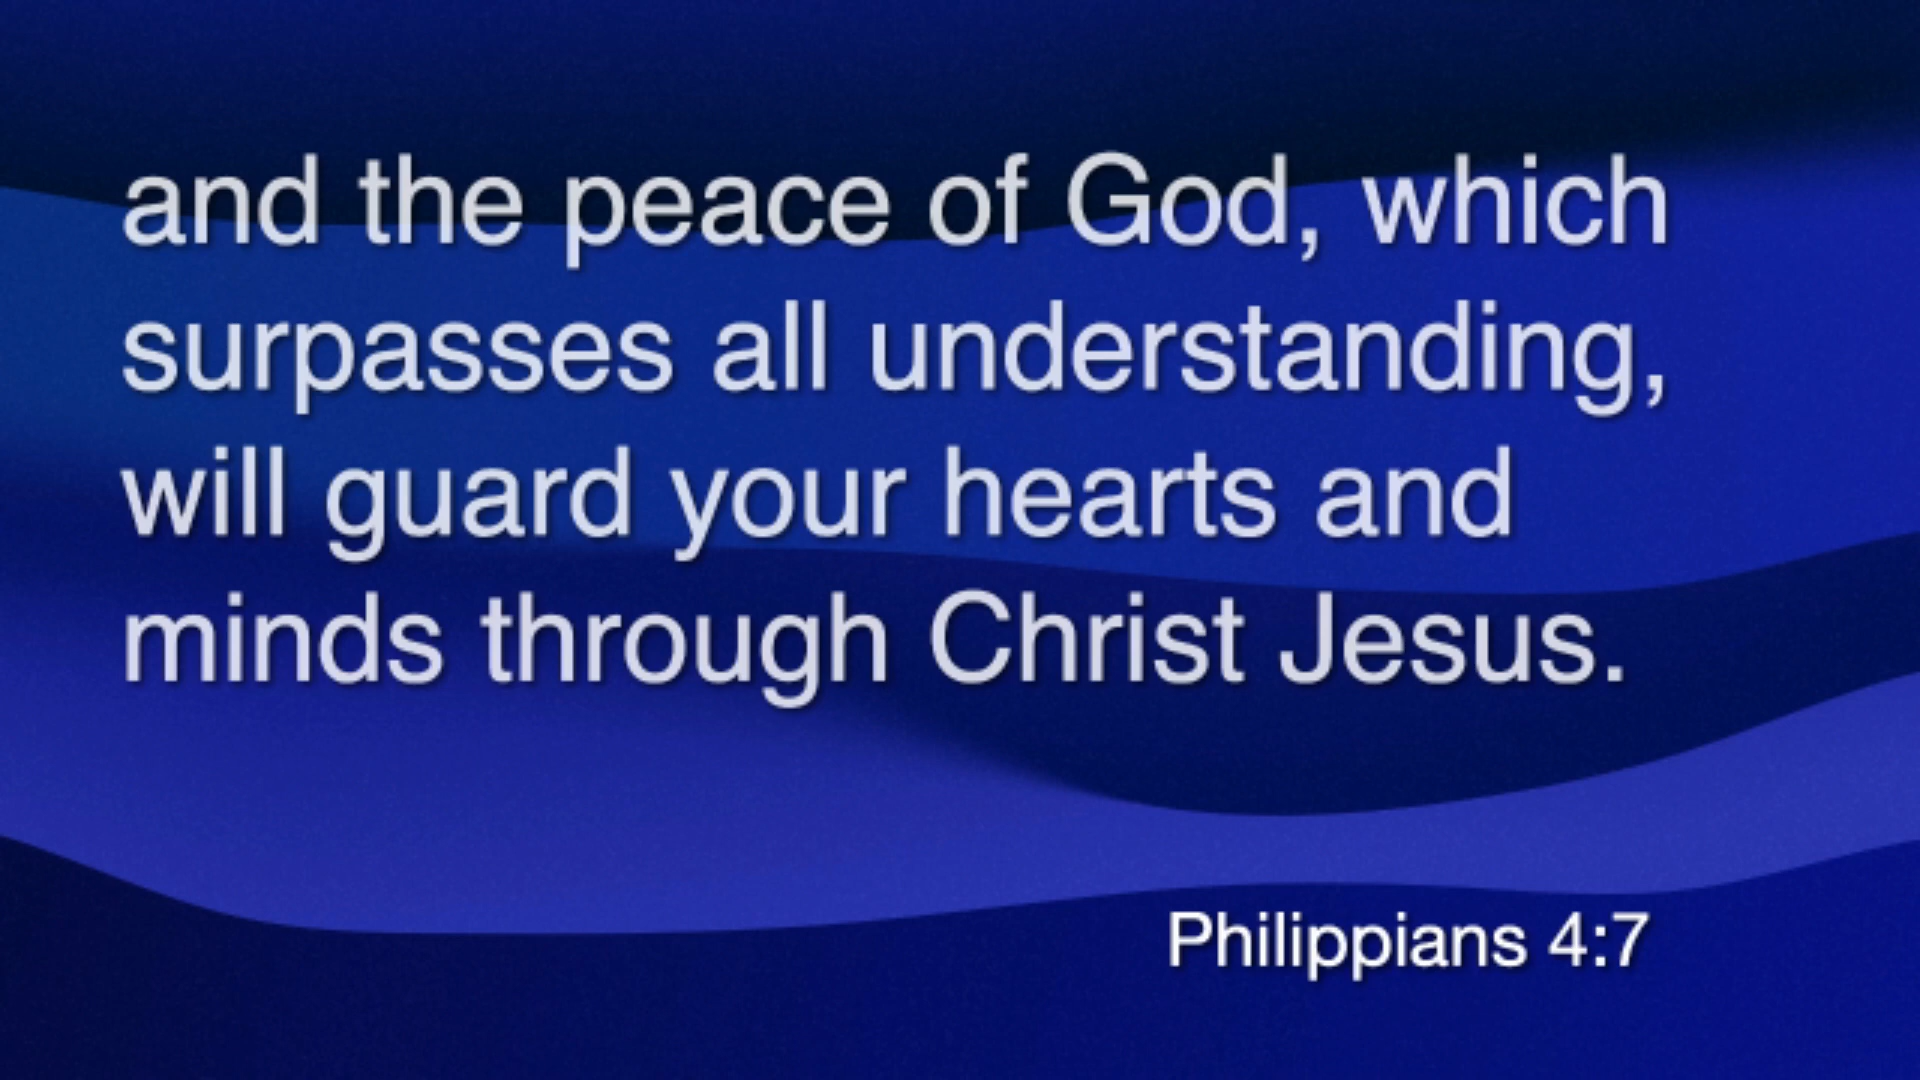 and the peace of God, which
surpasses all understanding,
will guard your hearts and
minds through Christ Jesus.
Philippians 4:7